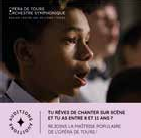 OPÉRA DE TOURS
ORCHESTRE SYMPHONIQUE
AUDITIONS
TU RÊVES DE CHANTER SUR SCÈNE
ET TU AS ENTRE 8 ET 15 ANS ?
REJOINS LA MAÎTRISE POPULAIRE
DE L'OPÉRA DE TOURS !